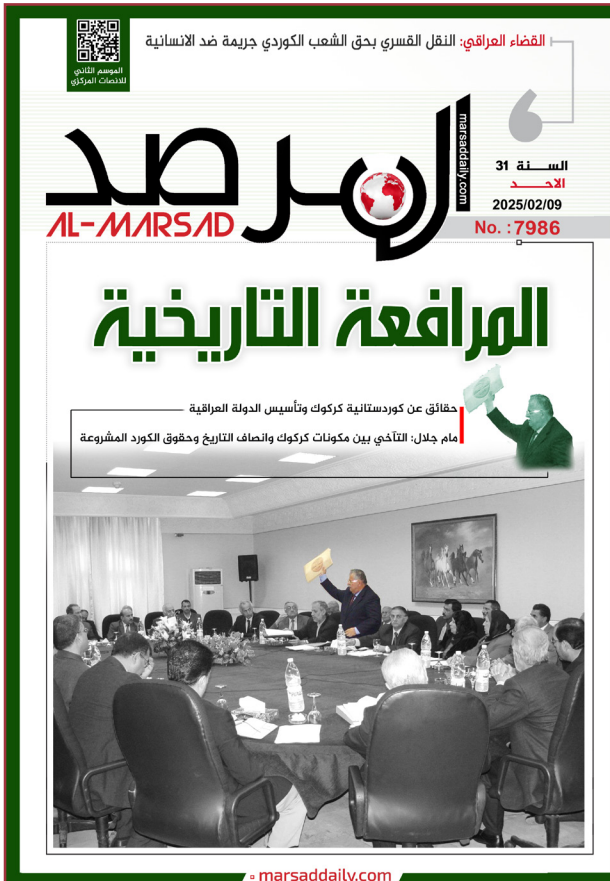 القضاء العراقي: النقل القسري بحق الشعب الكوردي جريمة ضد الانسانية
الموسم الثاني
للانصات المركزي
المرصد
marsaddaily.com
AL-MARSAD
السـنة 31
الاحـد
2025/02/09
No. : 7986
المرافعة التاريخية
حقائق عن كوردستانية كركوك وتأسيس الدولة العراقية
مام جلال: التآخي بين مكونات كركوك وانصاف التاريخ وحقوق الكورد المشروعة
marsaddaily.com